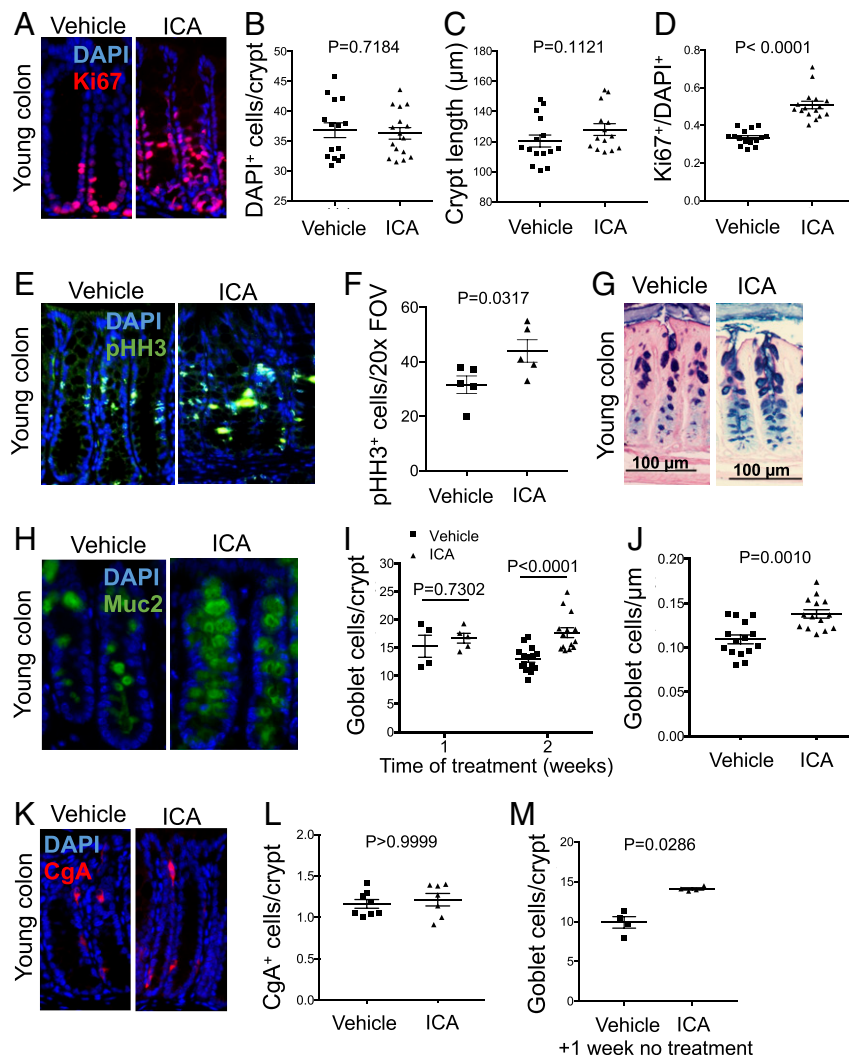 A
Vehicle
ICA
DAPI
Ki67
Young colon
B
P=0.7184
DAPI⁺ cells/crypt
50
45
40
35
30
25
Vehicle
ICA
C
P=0.1121
Crypt length (μm)
180
160
140
120
100
80
Vehicle
ICA
D
P< 0.0001
Ki67⁺/DAPI⁺
0.8
0.6
0.4
0.2
0.0
Vehicle
ICA
E
Vehicle
ICA
DAPI
pHH3
Young colon
F
P=0.0317
pHH3⁺ cells/20x FOV
60
40
20
0
Vehicle
ICA
G
Vehicle
ICA
Young colon
100 μm
100 μm
H
Vehicle
ICA
DAPI
Muc2
Young colon
I
Vehicle
ICA
P=0.7302
P<0.0001
Goblet cells/crypt
30
25
20
15
10
5
0
1
2
Time of treatment (weeks)
J
P=0.0010
Goblet cells/μm
0.20
0.15
0.10
0.05
0.00
Vehicle
ICA
K
Vehicle
ICA
DAPI
CgA
Young colon
L
P>0.9999
CgA⁺ cells/crypt
2.0
1.5
1.0
0.5
0.0
Vehicle
ICA
M
P=0.0286
Goblet cells/crypt
20
15
10
5
0
Vehicle
ICA
+1 week no treatment